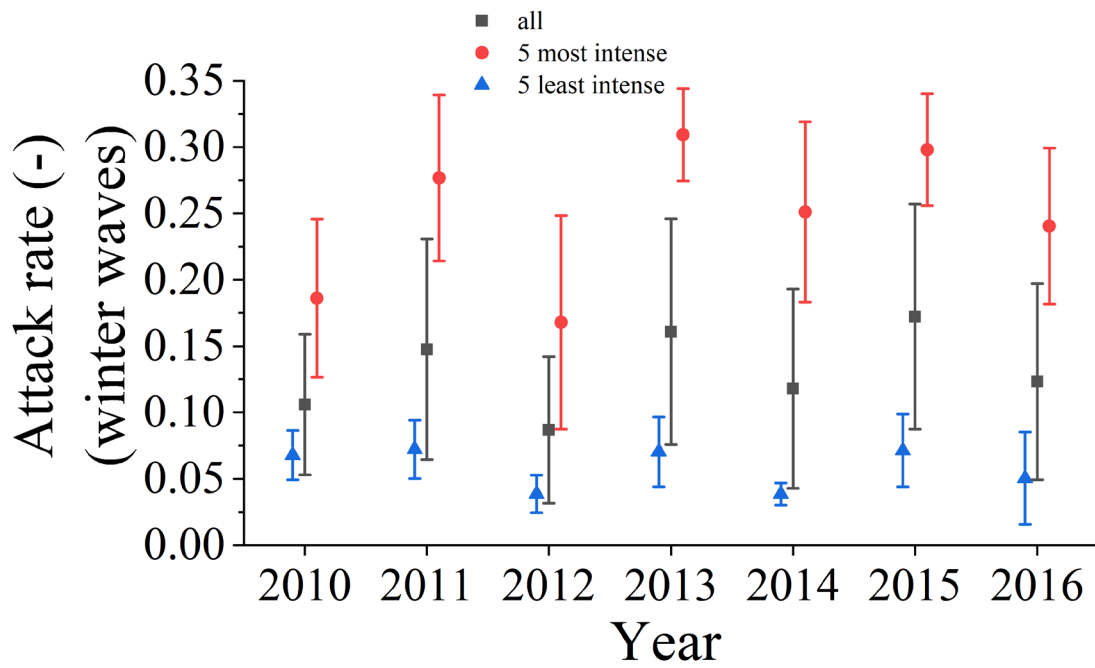 all
5 most intense
5 least intense
Attack rate (-)
(winter waves)
0.35
0.30
0.25
0.20
0.15
0.10
0.05
0.00
2010 2011 2012 2013 2014 2015 2016
Year